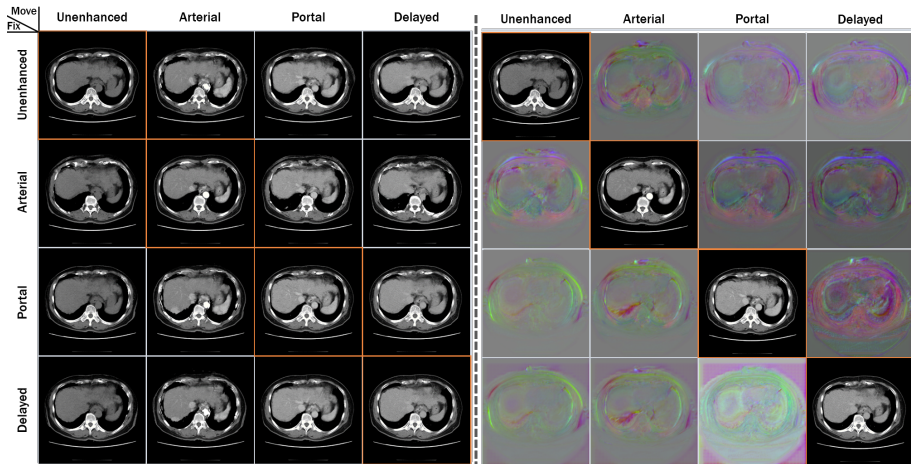 Move
Fix
Unenhanced Arterial Portal Delayed
Unenhanced Arterial Portal Delayed
Unenhanced
Arterial
Portal
Delayed